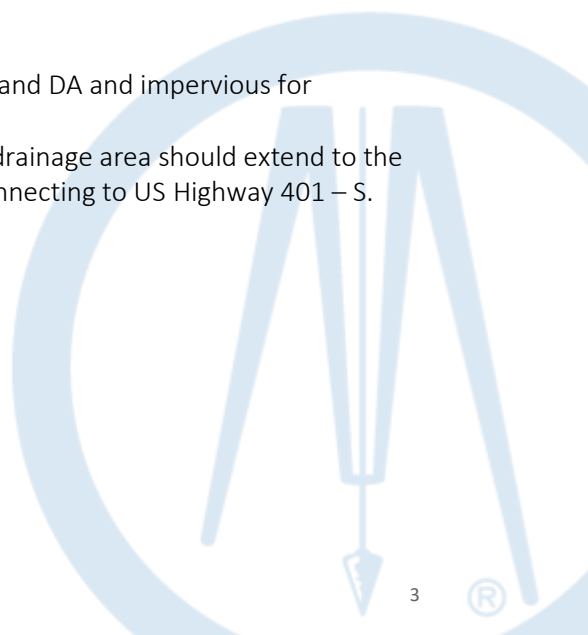 and DA and impervious for
drainage area should extend to the
nnecting to US Highway 401 – S.
3
®